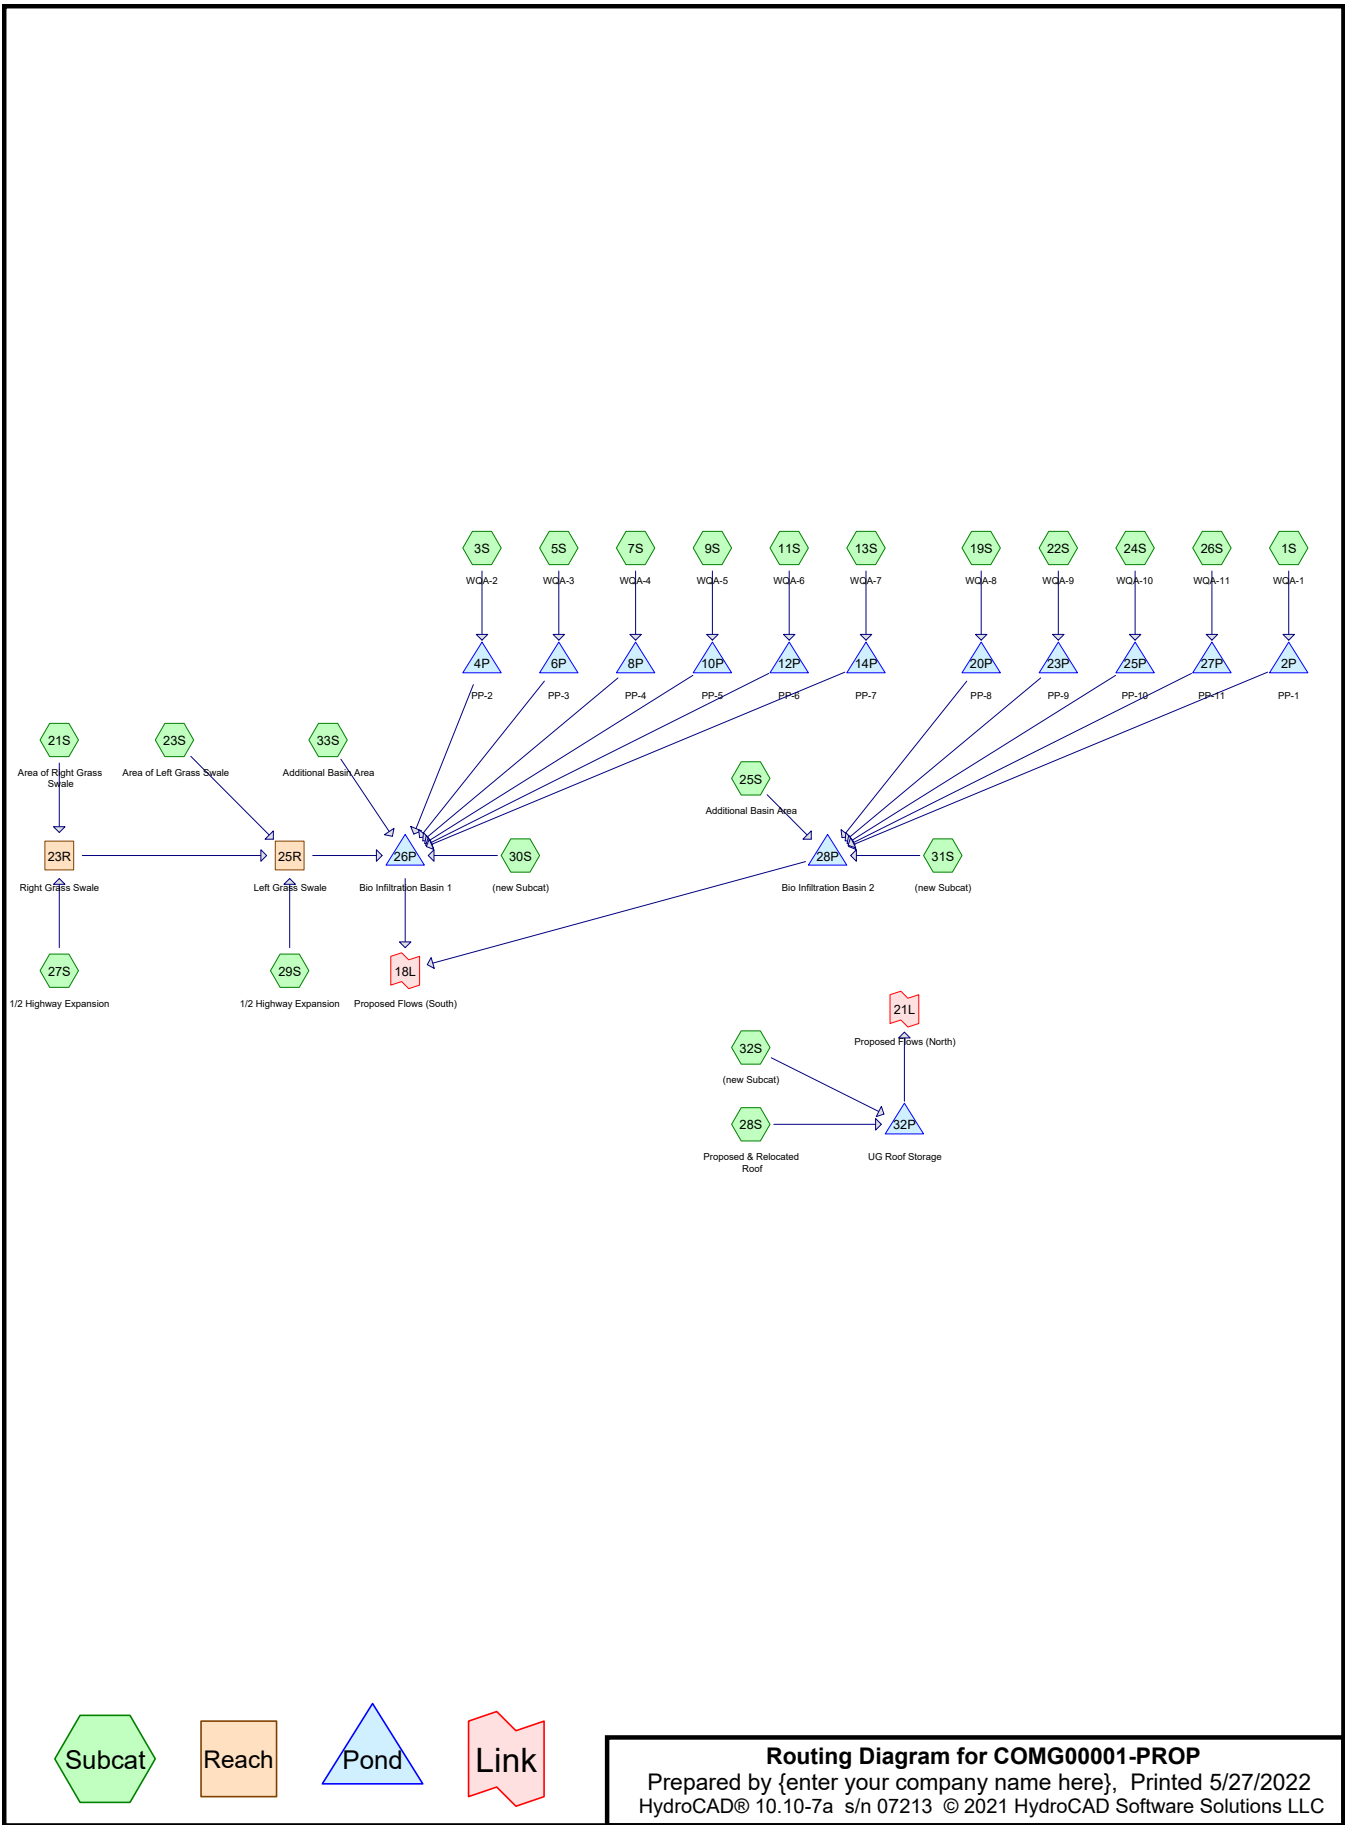 3S 5S 7S 9S 11S 13S 19S 22S 24S 26S 1S
WQA-2 WQA-3 WQA-4 WQA-5 WQA-6 WQA-7 WQA-8 WQA-9 WQA-10 WQA-11 WQA-1
4P 6P 8P 10P 12P 14P 20P 23P 25P 27P 2P
PP-2 PP-3 PP-4 PP-5 PP-6 PP-7 PP-8 PP-9 PP-10 PP-11 PP-1
21S 23S 33S
Area of Right Grass
Swale
Area of Left Grass Swale
Additional Basin Area
25S
Additional Basin Area
23R 25R 26P 30S 28P 31S
Right Grass Swale Left Grass Swale Bio Infiltration Basin 1 (new Subcat) Bio Infiltration Basin 2 (new Subcat)
27S 29S 18L
1/2 Highway Expansion 1/2 Highway Expansion Proposed Flows (South)
21L
Proposed Flows (North)
32S
(new Subcat)
28S 32P
Proposed & Relocated
Roof
UG Roof Storage
Subcat Reach Pond Link
Routing Diagram for COMG00001-PROP
Prepared by {enter your company name here}, Printed 5/27/2022
HydroCAD® 10.10-7a s/n 07213 © 2021 HydroCAD Software Solutions LLC